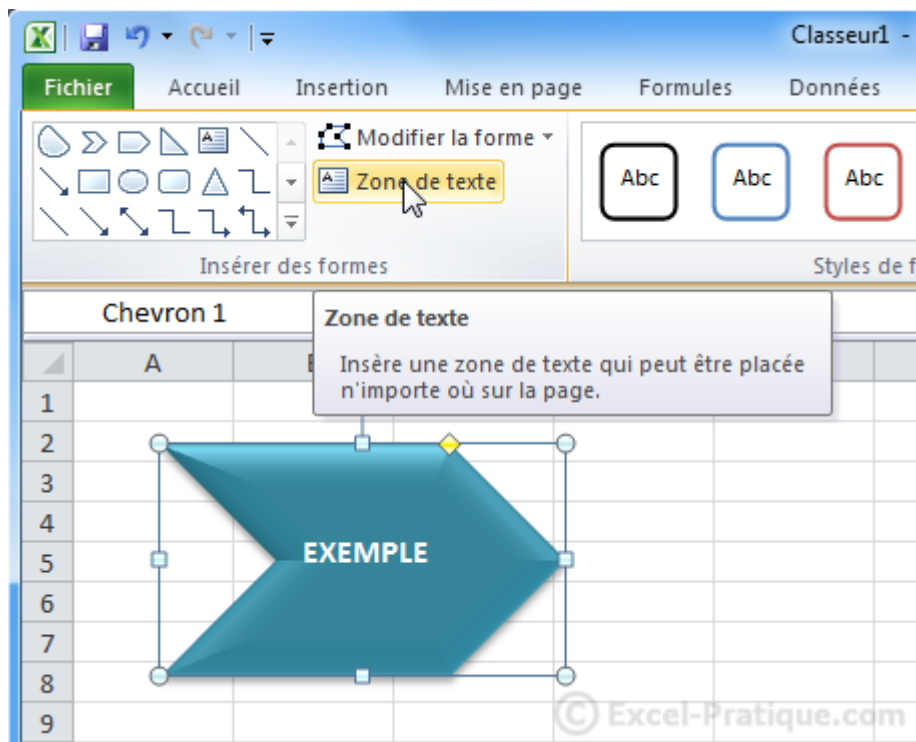 Classeur1 -
Fichier Accueil Insertion Mise en page Formules Données
Modifier la forme
Zone de texte
Abc Abc Abc
Insérer des formes Styles de f
Chevron 1
Zone de texte
Insère une zone de texte qui peut être placée
n'importe où sur la page.
A
1
2
3
4
EXEMPLE
5
6
7
8
9
© Excel-Pratique.com